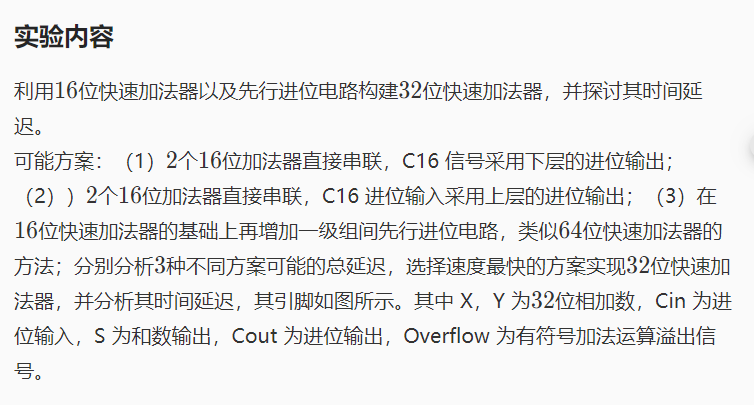 实验内容
利用16位快速加法器以及先行进位电路构建32位快速加法器，并探讨其时间延
迟。
可能方案：（1）2个16位加法器直接串联，C16 信号采用下层的进位输出；
（2））2个16位加法器直接串联，C16 进位输入采用上层的进位输出；（3）在
16位快速加法器的基础上再增加一级组间先行进位电路，类似64位快速加法器的
方法；分别分析3种不同方案可能的总延迟，选择速度最快的方案实现32位快速加
法器，并分析其时间延迟，其引脚如图所示。其中 X，Y 为32位相加数，Cin 为进
位输入，S 为和数输出，Cout 为进位输出，Overflow 为有符号加法运算溢出信
号。